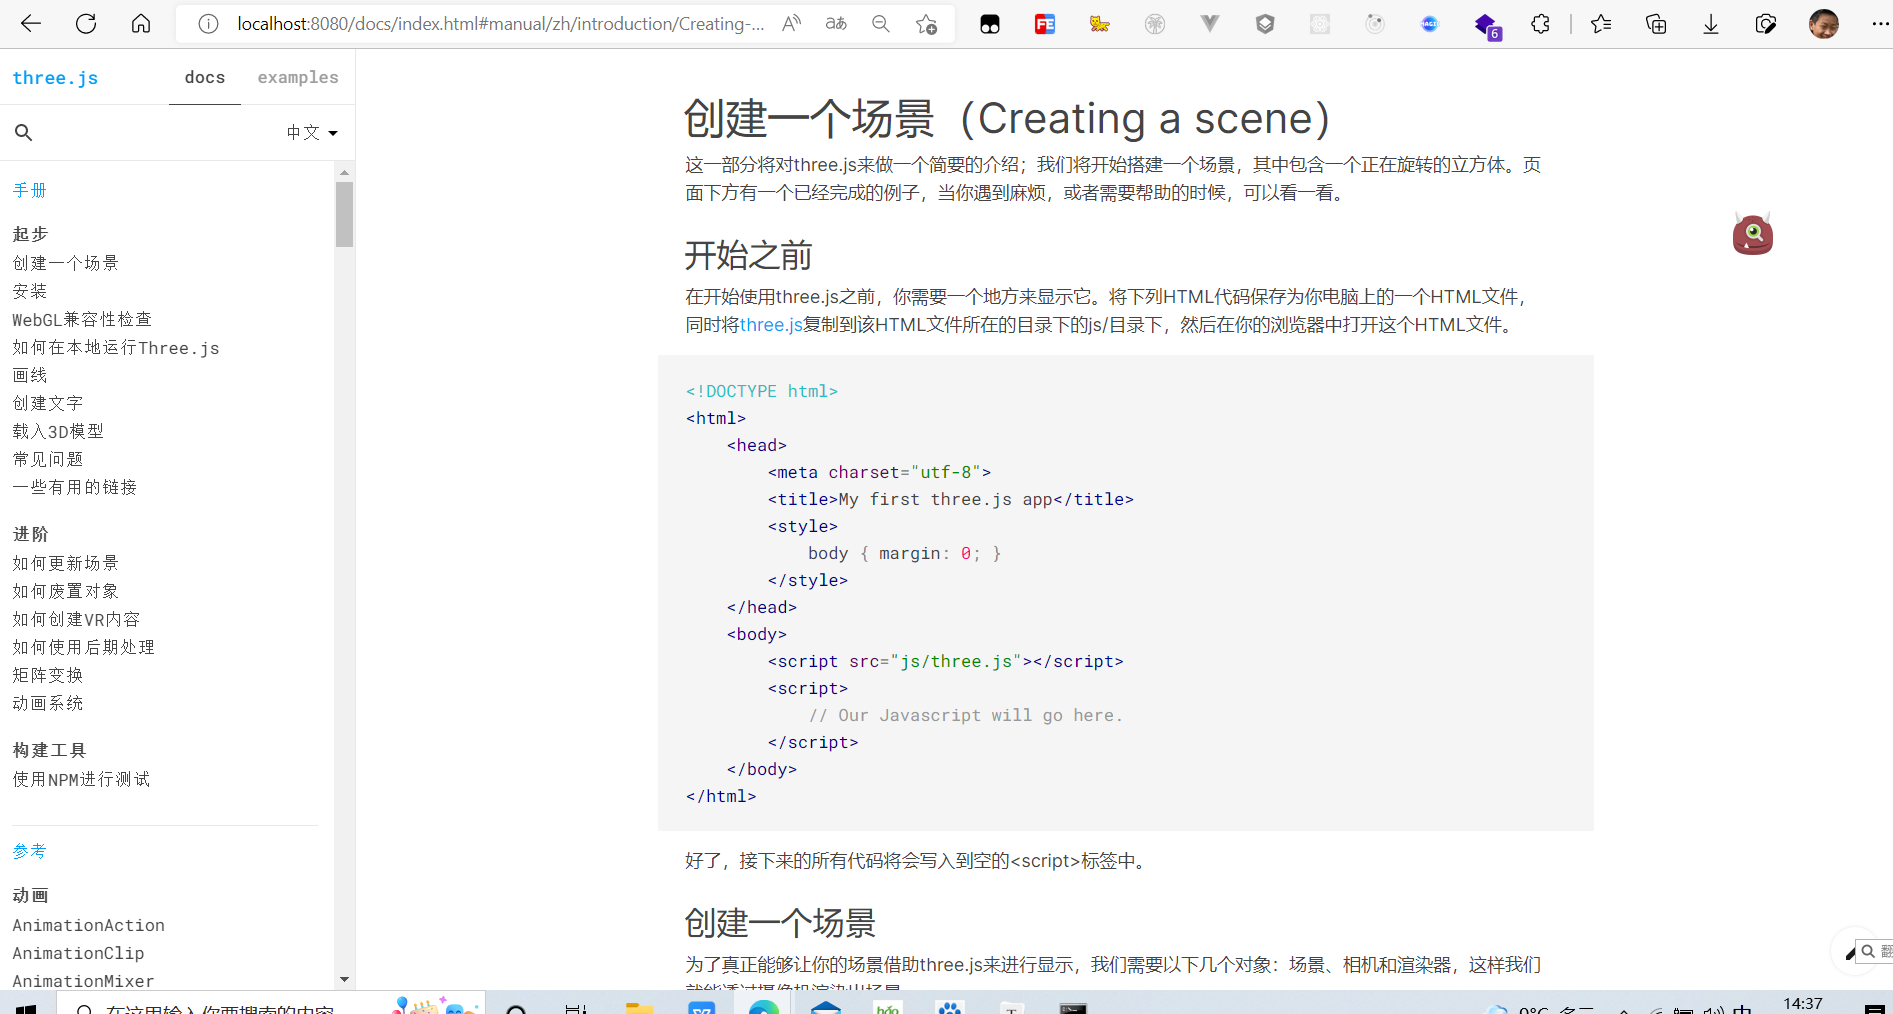 localhost:8080/docs/index.html#manual/zh/introduction/Creating-...
6
three.js
docs
examples
中文
手册
起步
创建一个场景
安装
WebGL兼容性检查
如何在本地运行Three.js
画线
创建文字
载入3D模型
常见问题
一些有用的链接
进阶
如何更新场景
如何废置对象
如何创建VR内容
如何使用后期处理
矩阵变换
动画系统
构建工具
使用NPM进行测试
参考
动画
AnimationAction
AnimationClip
AnimationMixer
创建一个场景（Creating a scene）
这一部分将对three.js来做一个简要的介绍；我们将开始搭建一个场景，其中包含一个正在旋转的立方体。页
面下方有一个已经完成的例子，当你遇到麻烦，或者需要帮助的时候，可以看一看。
开始之前
在开始使用three.js之前，你需要一个地方来显示它。将下列HTML代码保存为你电脑上的一个HTML文件，
同时将three.js复制到该HTML文件所在的目录下的js/目录下，然后在你的浏览器中打开这个HTML文件。
<!DOCTYPE html>
<html>
<head>
<meta charset="utf-8">
<title>My first three.js app</title>
<style>
body { margin: 0; }
</style>
</head>
<body>
<script src="js/three.js"></script>
<script>
// Our Javascript will go here.
</script>
</body>
</html>
好了，接下来的所有代码将会写入到空的<script>标签中。
创建一个场景
为了真正能够让你的场景借助three.js来进行显示，我们需要以下几个对象：场景、相机和渲染器，这样我们
就能透过摄像机渲染出场景。
翻
在这里输入你要搜索的内容
9°C 多云
中
14:37